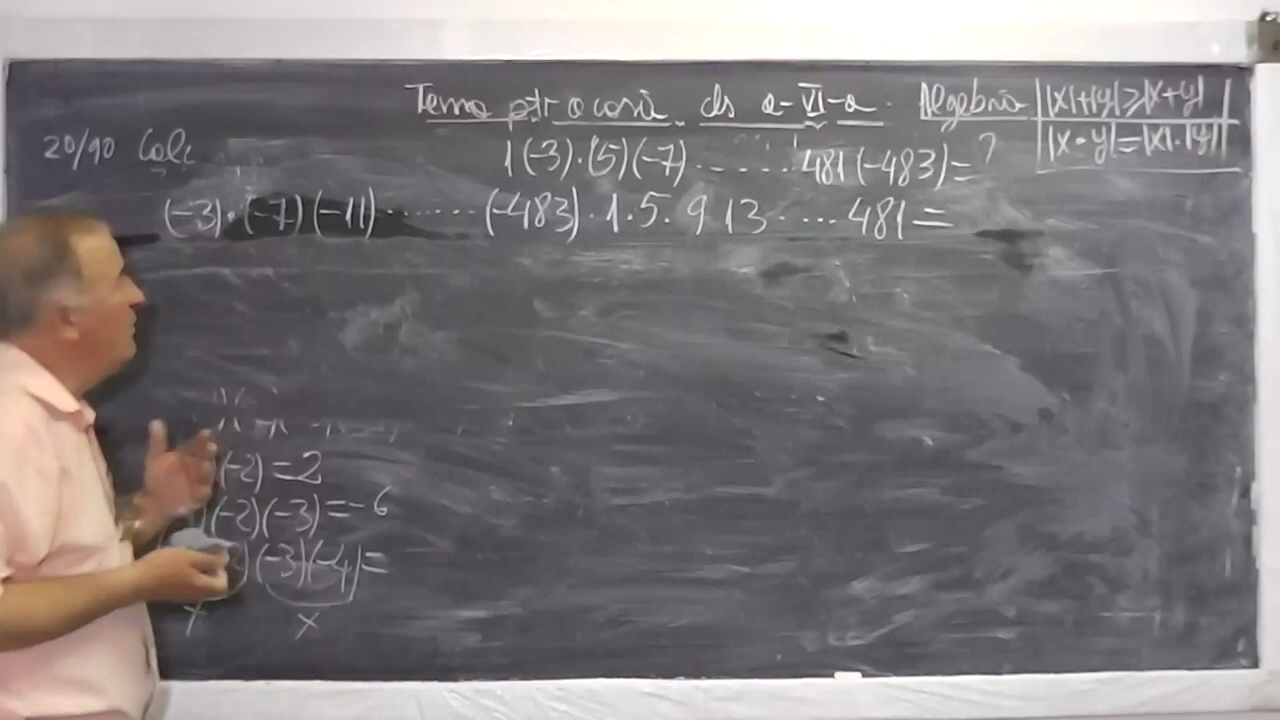 Tema ptr acasă cls a-VI-a Algebră
|x|+|y|≥|x+y|
|x·y|=|x|·|y|
20/90 Calc
1(-3)·(5)(-7)......481(-483)=?
(-3)·(-7)(-11)......(-483)·1·5·9 13·....481=
(-2)=2
(-2)(-3)=-6
)(-3)(-4)=
+ +